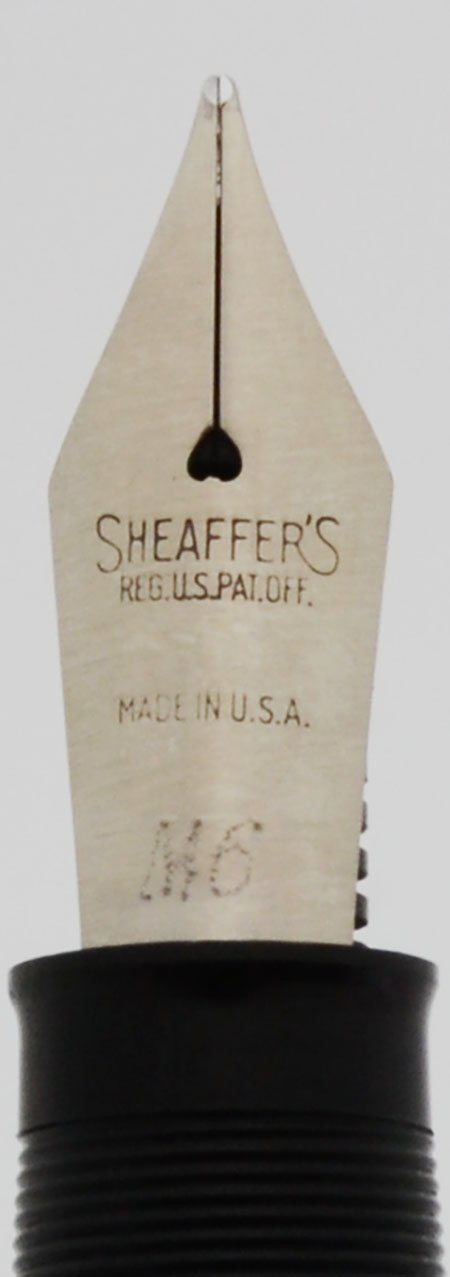 SHEAFFER'S
REG.U.S.PAT.OFF.
MADE IN U.S.A.
M6